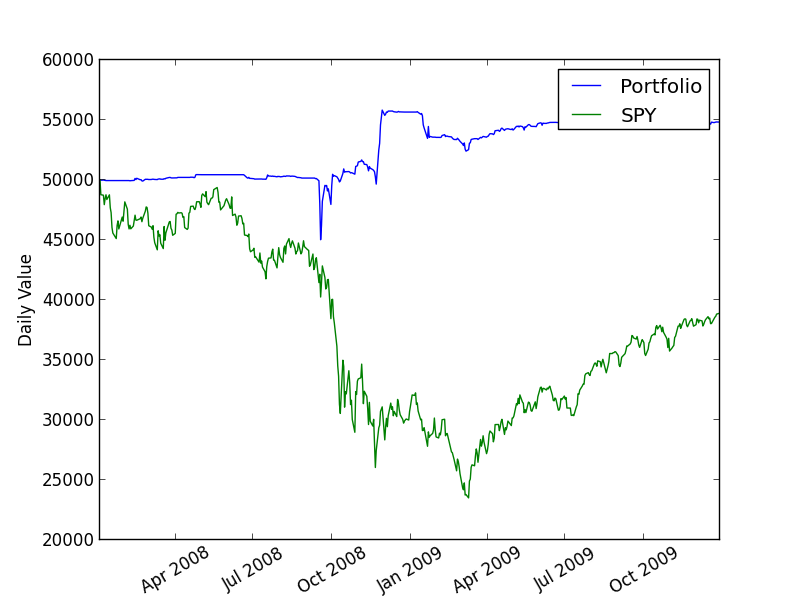 60000
55000
50000
45000
40000
35000
30000
25000
20000
Daily Value
Portfolio
SPY
Apr 2008
Jul 2008
Oct 2008
Jan 2009
Apr 2009
Jul 2009
Oct 2009